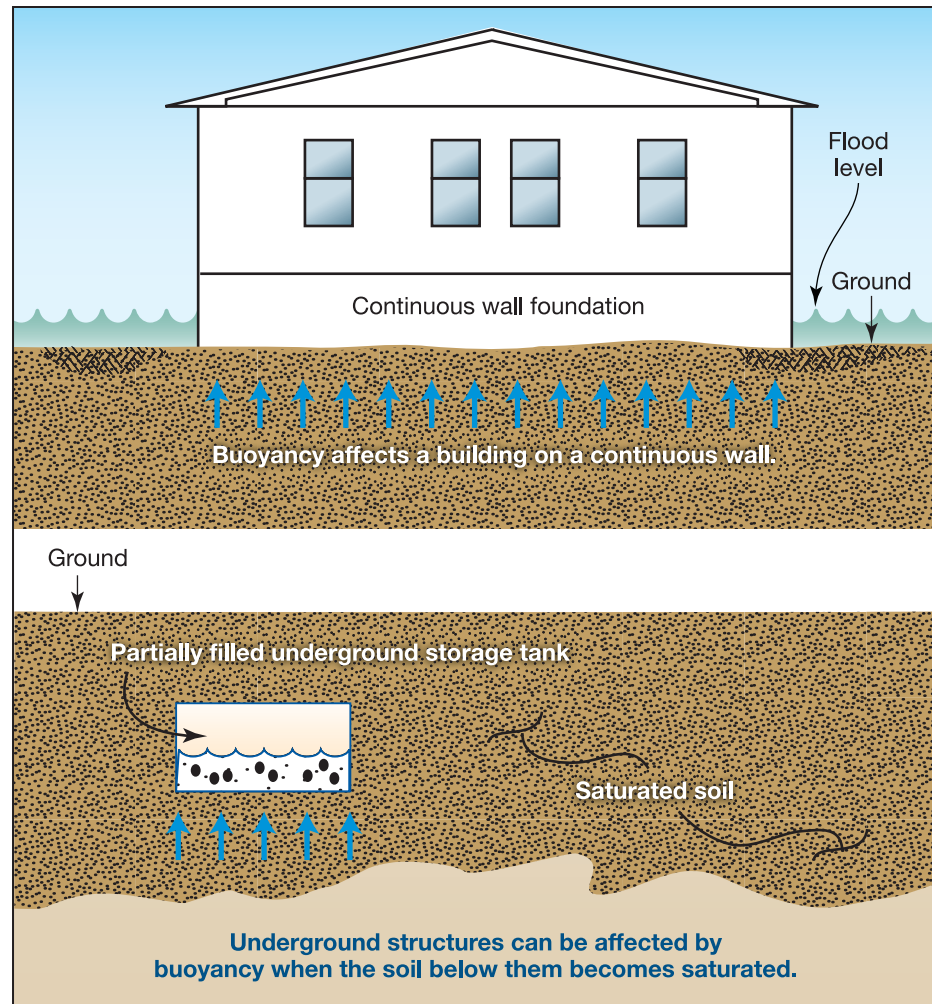 Flood
level
Ground
Continuous wall foundation
Buoyancy affects a building on a continuous wall.
Ground
Partially filled underground storage tank
Saturated soil
Underground structures can be affected by
buoyancy when the soil below them becomes saturated.